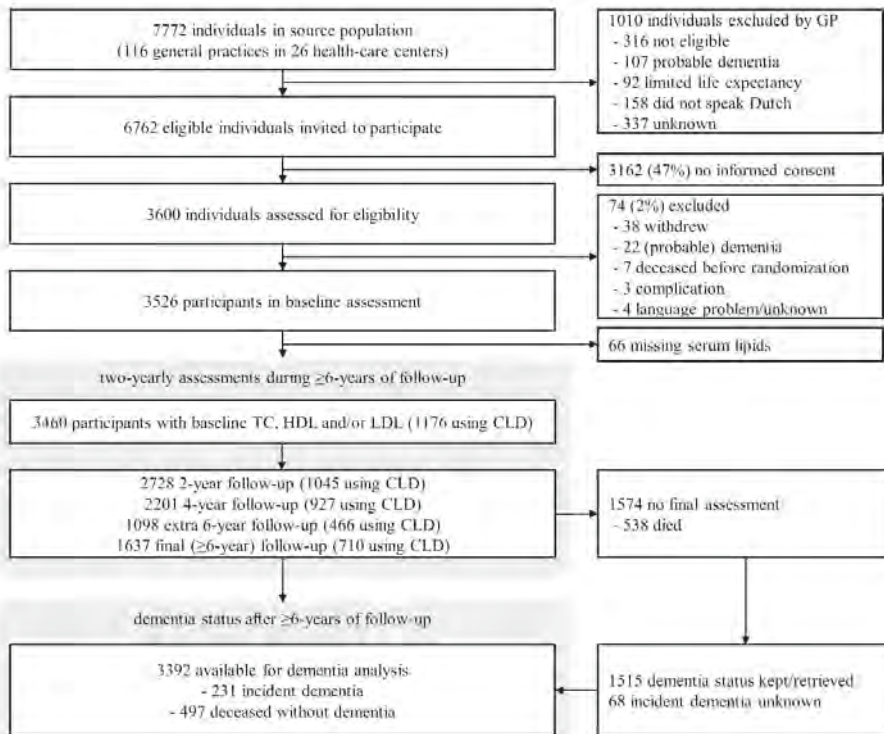 7772 individuals in source population
(116 general practices in 26 health-care centers)
1010 individuals excluded by GP
- 316 not eligible
- 107 probable dementia
- 92 limited life expectancy
- 158 did not speak Dutch
- 337 unknown
6762 eligible individuals invited to participate
3162 (47%) no informed consent
3600 individuals assessed for eligibility
74 (2%) excluded
- 38 withdrew
- 22 (probable) dementia
- 7 deceased before randomization
- 3 complication
- 4 language problem/unknown
3526 participants in baseline assessment
66 missing serum lipids
two-yearly assessments during ≥6-years of follow-up
3460 participants with baseline TC, HDL and/or LDL (1176 using CLD)
2728 2-year follow-up (1045 using CLD)
2201 4-year follow-up (927 using CLD)
1098 extra 6-year follow-up (466 using CLD)
1637 final (≥6-year) follow-up (710 using CLD)
1574 no final assessment
- 538 died
dementia status after ≥6-years of follow-up
3392 available for dementia analysis
- 231 incident dementia
- 497 deceased without dementia
1515 dementia status kept/retrieved
68 incident dementia unknown